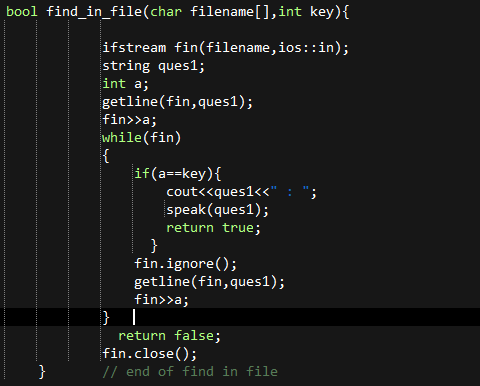 bool find_in_file(char filename[],int key){
ifstream fin(filename,ios::in);
string ques1;
int a;
getline(fin,ques1);
fin>>a;
while(fin)
{
if(a==key){
cout<<ques1<<" : ";
speak(ques1);
return true;
}
fin.ignore();
getline(fin,ques1);
fin>>a;
}
return false;
fin.close();
} // end of find in file